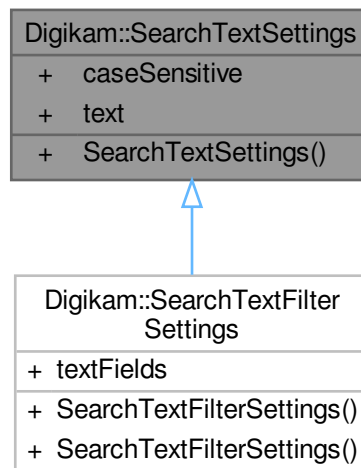 Digikam::SearchTextSettings
+ caseSensitive
+ text
+ SearchTextSettings()
Digikam::SearchTextFilter
Settings
+ textFields
+ SearchTextFilterSettings()
+ SearchTextFilterSettings()